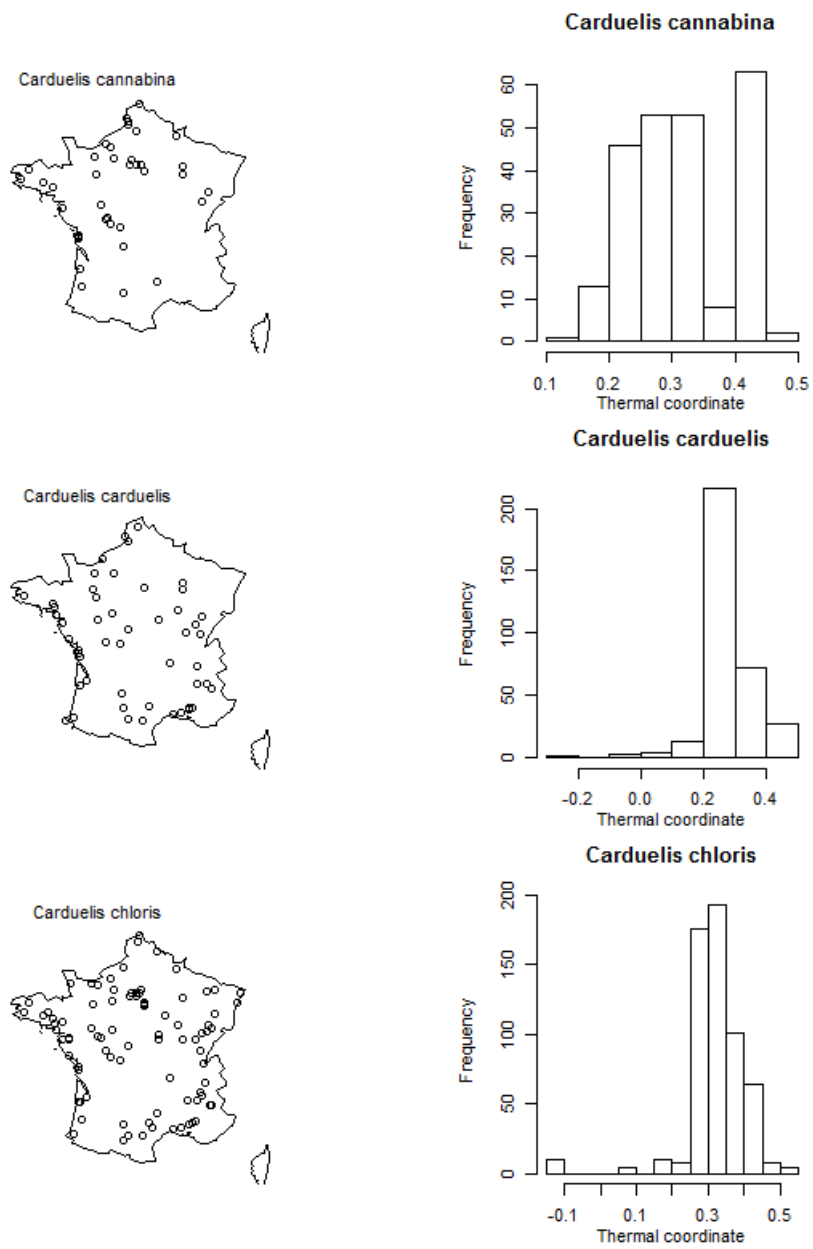 Carduelis cannabina
Carduelis cannabina
Frequency
0 10 20 30 40 50 60
0.1 0.2 0.3 0.4 0.5
Thermal coordinate
Carduelis carduelis
Carduelis carduelis
Frequency
0 50 100 150 200
-0.2 0.0 0.2 0.4
Thermal coordinate
Carduelis chloris
Carduelis chloris
Frequency
0 50 100 150 200
-0.1 0.1 0.3 0.5
Thermal coordinate